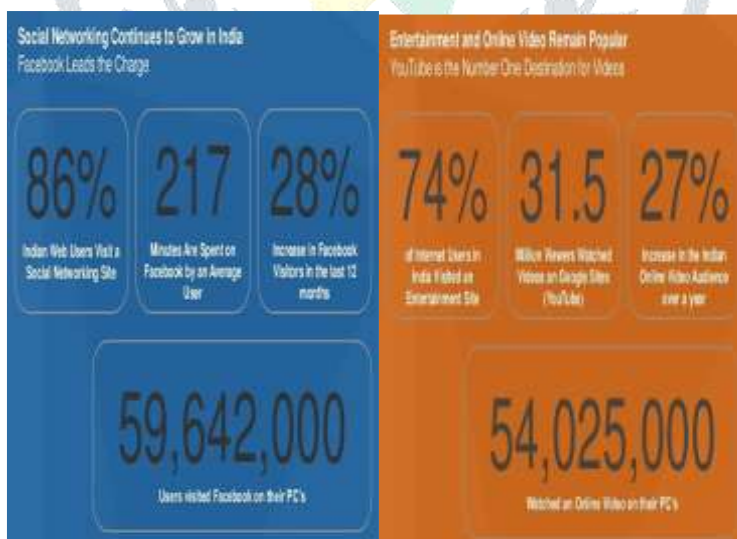 Social Networking Continues to Grow in India
Facebook Leads the Charge
86%
Indian Web Users Visit a
Social Networking Site
217
Minutes Are Spent on
Facebook by an Average
User
28%
Increase in Facebook
Visitors in the last 12
months
59,642,000
Users visited Facebook on their PC's
Entertainment and Online Video Remain Popular
YouTube is the Number One Destination for Videos
74%
of Internet Users in
India Visited an
Entertainment Site
31.5
Million Viewers Watched
Videos on Google Sites
(YouTube)
27%
Increase in the Indian
Online Video Audience
over a year
54,025,000
Watched an Online Video on their PC's